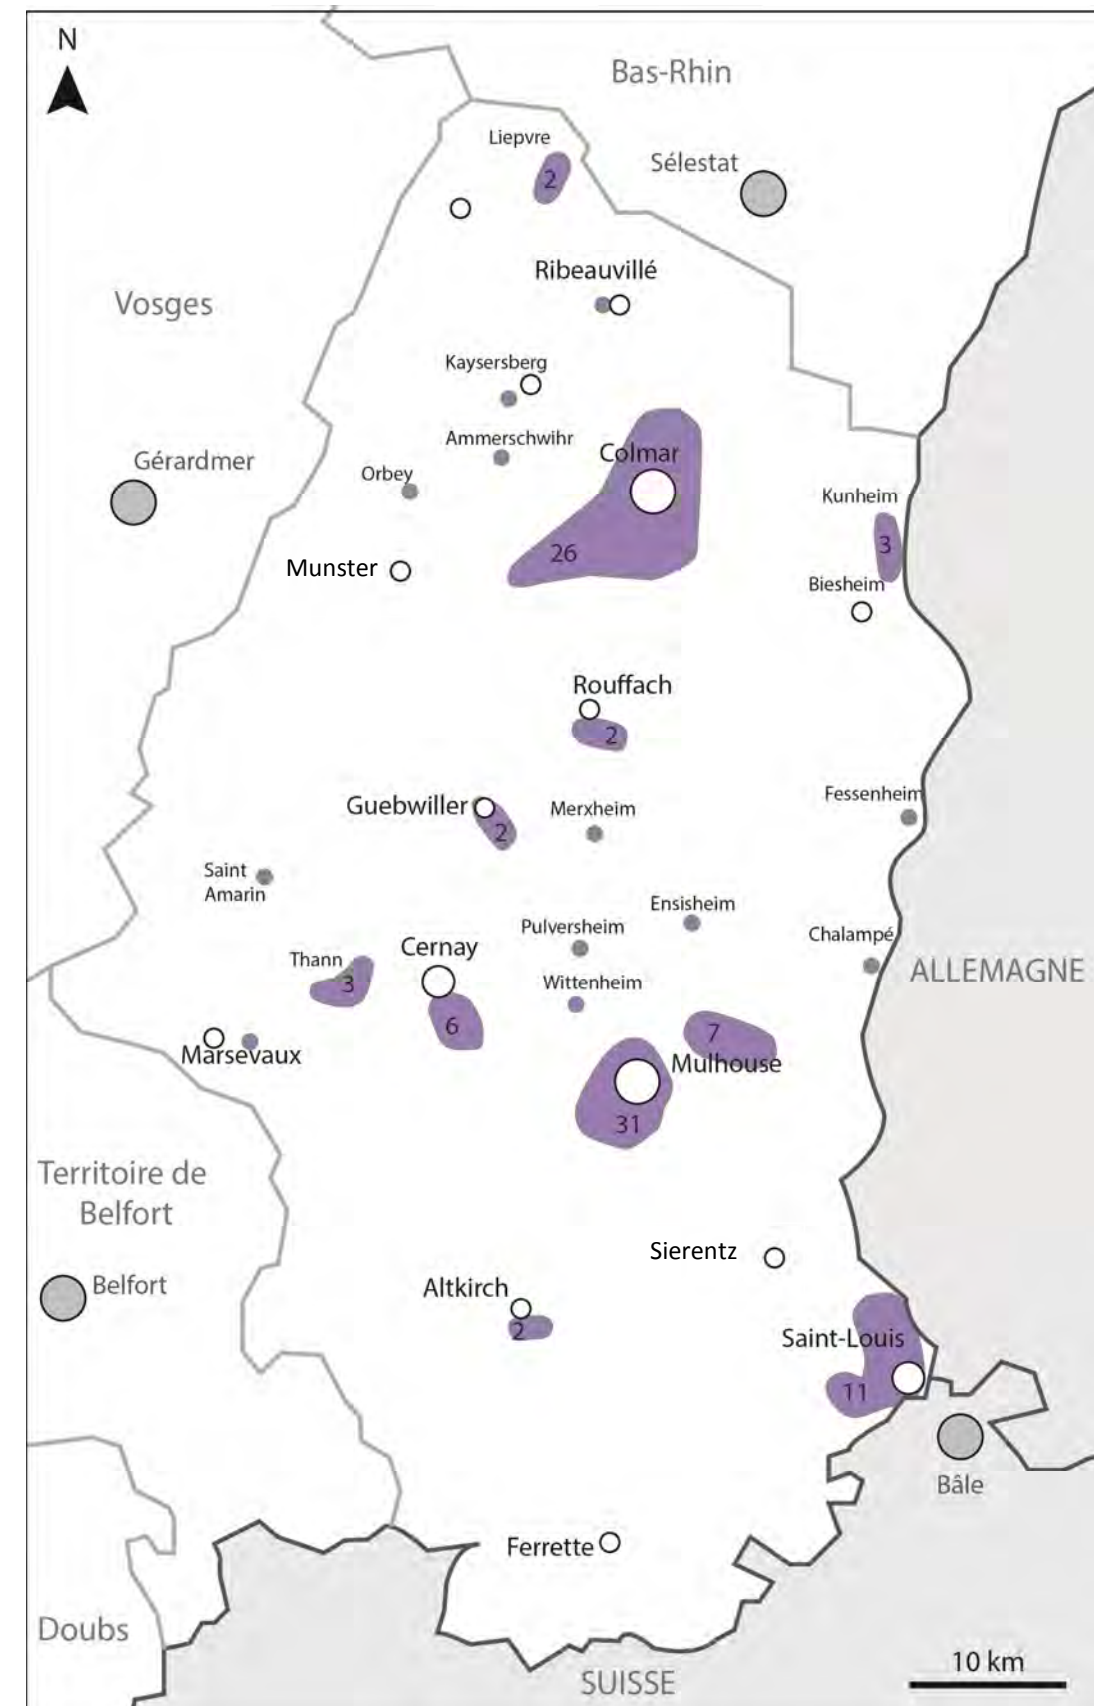 N
Bas-Rhin
Liepvre
Sélestat
2
Ribeauvillé
Vosges
Kaysersberg
Ammerschwihr
Colmar
Gérardmer
Orbey
Kunheim
26
3
Munster
Biesheim
Rouffach
2
Guebwiller
Merxheim
Fessenheim
2
Saint
Amarin
Ensisheim
Pulversheim
Chalampé
Cernay
Thann
ALLEMAGNE
3
Wittenheim
6
7
Marsevaux
Mulhouse
31
Territoire de
Belfort
Sierentz
Belfort
Altkirch
2
Saint-Louis
11
Bâle
Ferrette
Doubs
10 km
SUISSE